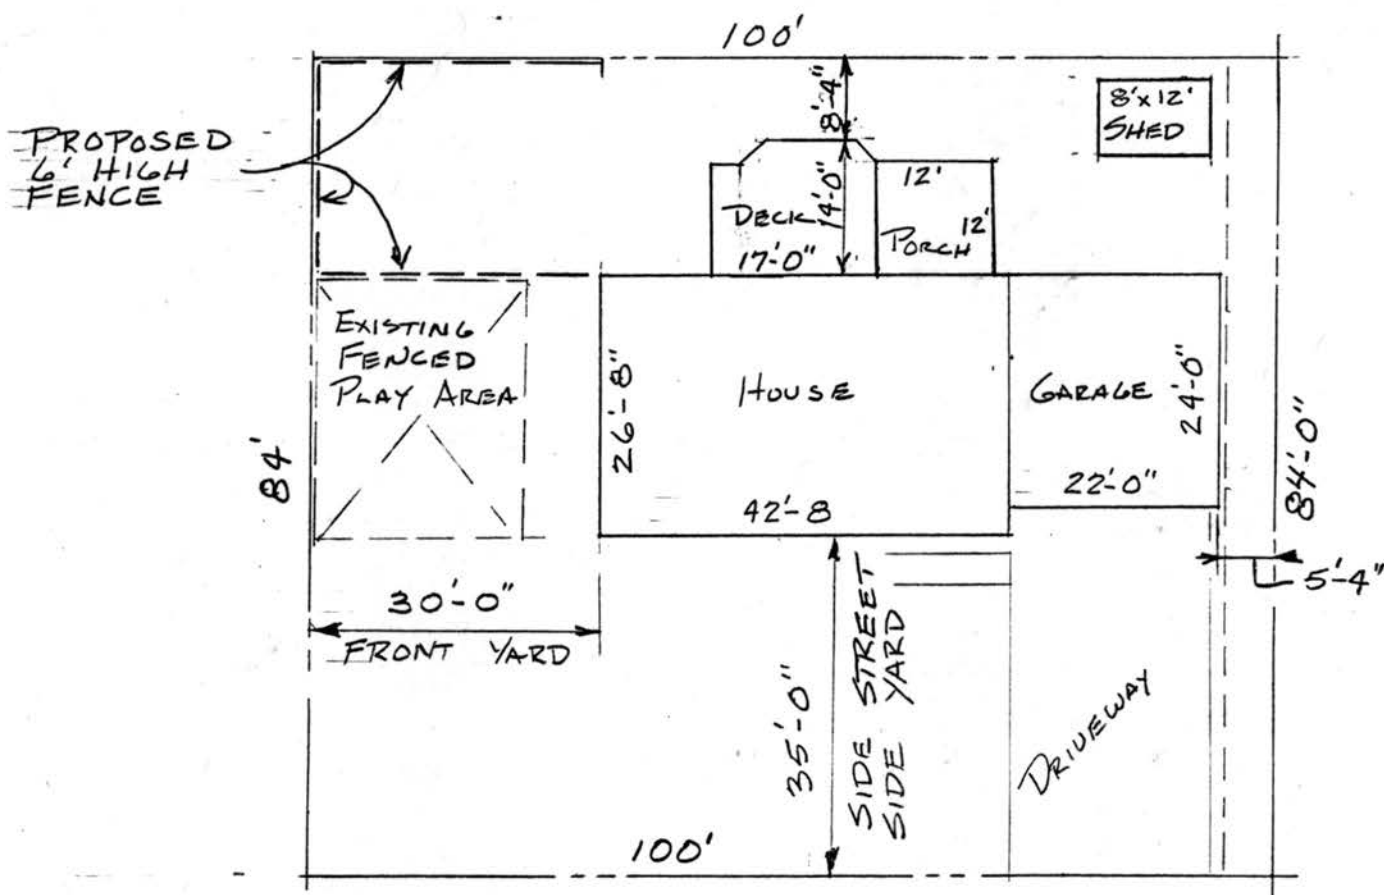 100'
8'-4"
8'x12'
SHED
PROPOSED
6' HIGH
FENCE
DECK
17'-0"
14'-0"
12'
12'
PORCH
EXISTING
FENCED
PLAY AREA
HOUSE
26'-8"
42'-8
GARAGE
24'-0"
22'-0"
84'
84'-0"
5'-4"
30'-0"
FRONT YARD
35'-0"
SIDE STREET
SIDE YARD
DRIVEWAY
100'